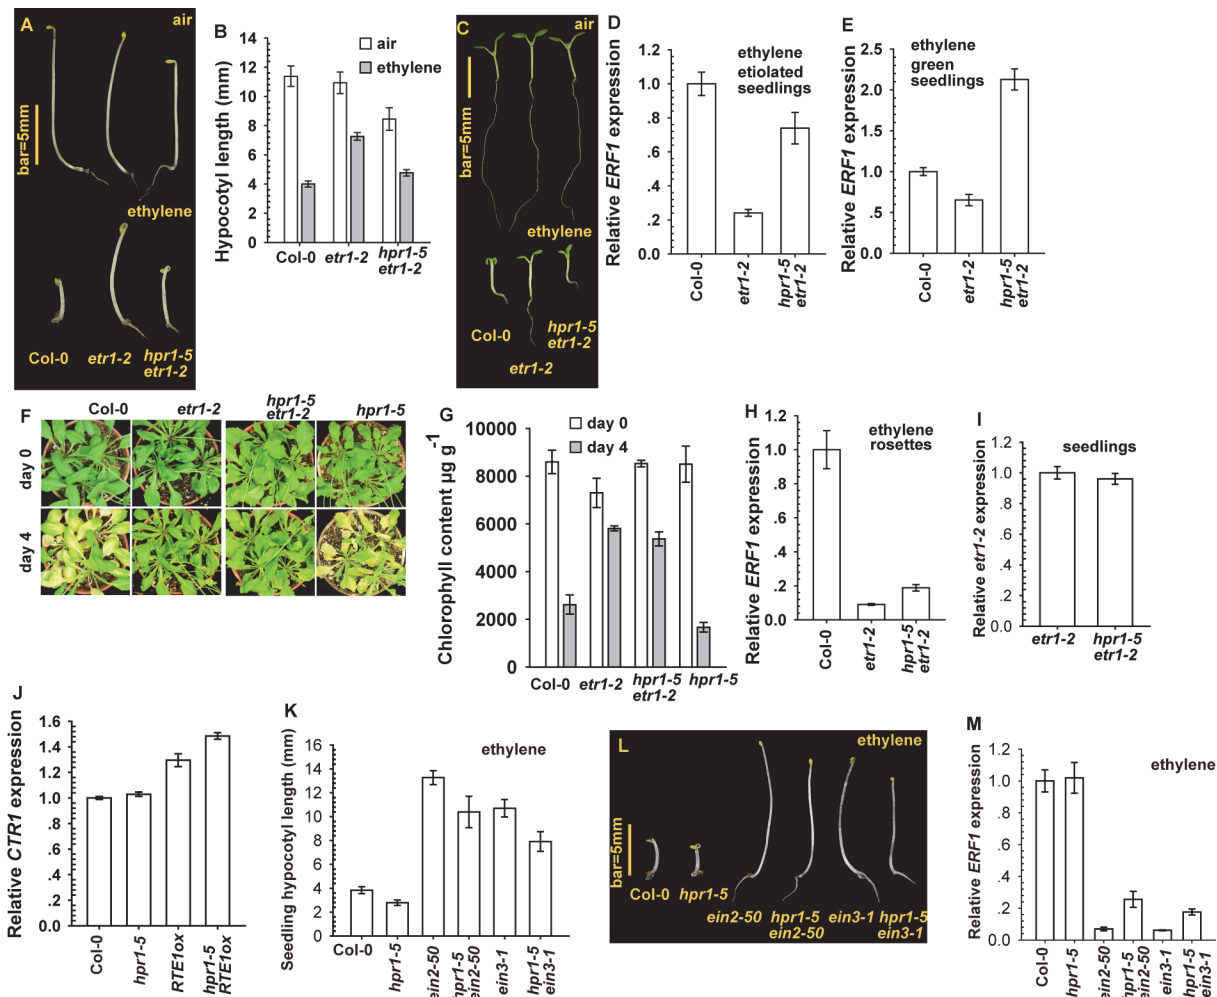 A
air
bar=5mm
ethylene
Col-0 etr1-2 hpr1-5
etr1-2
B
Hypocotyl length (mm)
14
12
10
8
6
4
2
0
air
ethylene
Col-0 etr1-2 hpr1-5
etr1-2
C
air
bar=5mm
ethylene
Col-0 hpr1-5
etr1-2
etr1-2
D
Relative ERF1 expression
1.2
1.0
.8
.6
.4
.2
0.0
ethylene
etiolated
seedlings
Col-0
etr1-2
hpr1-5
etr1-2
E
Relative ERF1 expression
2.5
2.0
1.5
1.0
.5
0.0
ethylene
green
seedlings
Col-0
etr1-2
hpr1-5
etr1-2
F
Col-0 etr1-2 hpr1-5
etr1-2 hpr1-5
day 0
day 4
G
Chlorophyll content µg g-1
10000
8000
6000
4000
2000
0
day 0
day 4
Col-0 etr1-2 hpr1-5
etr1-2 hpr1-5
H
Relative ERF1 expression
1.2
1.0
.8
.6
.4
.2
0.0
ethylene
rosettes
Col-0
etr1-2
hpr1-5
etr1-2
I
Relative etr1-2 expression
1.2
1.0
.8
.6
.4
.2
0.0
seedlings
etr1-2 hpr1-5
etr1-2
J
Relative CTR1 expression
1.6
1.4
1.2
1.0
.8
.6
.4
.2
0.0
Col-0
hpr1-5
RTE1ox
hpr1-5
RTE1ox
K
Seedling hypocotyl length (mm)
16
14
12
10
8
6
4
2
0
ethylene
Col-0
hpr1-5
ein2-50
hpr1-5
ein2-50
ein3-1
hpr1-5
ein3-1
L
ethylene
bar=5mm
Col-0 hpr1-5
ein2-50 hpr1-5 ein3-1 hpr1-5
ein2-50 ein3-1
M
Relative ERF1 expression
1.2
1.0
.8
.6
.4
.2
0.0
ethylene
Col-0
hpr1-5
ein2-50
hpr1-5
ein2-50
ein3-1
hpr1-5
ein3-1